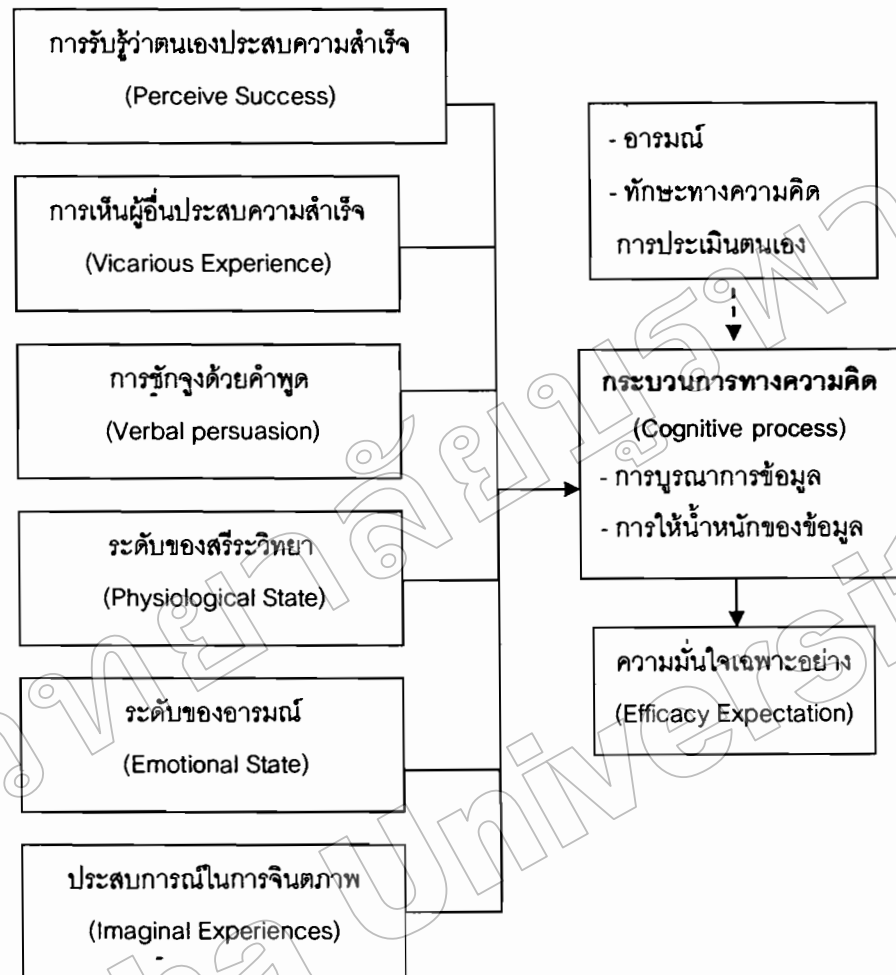 การรับรู้ว่าตนเองประสบความสำเร็จ
(Perceive Success)
การเห็นผู้อื่นประสบความสำเร็จ
(Vicarious Experience)
การชักจูงด้วยคำพูด
(Verbal persuasion)
ระดับของสรีระวิทยา
(Physiological State)
ระดับของอารมณ์
(Emotional State)
ประสบการณ์ในการจินตภาพ
(Imaginal Experiences)
- อารมณ์
- ทักษะทางความคิด
การประเมินตนเอง
กระบวนการทางความคิด
(Cognitive process)
- การบูรณาการข้อมูล
- การให้น้ำหนักของข้อมูล
ความมั่นใจเฉพาะอย่าง
(Efficacy Expectation)